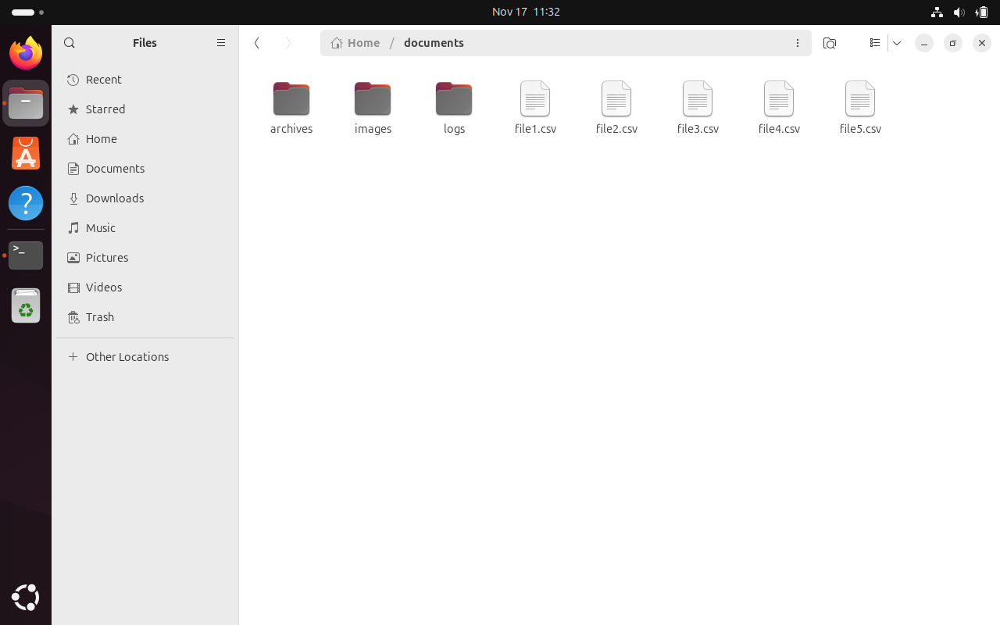 Nov 17 11:32
Files
Home / documents
Recent
Starred
Home
Documents
Downloads
Music
Pictures
Videos
Trash
Other Locations
archives
images
logs
file1.csv
file2.csv
file3.csv
file4.csv
file5.csv